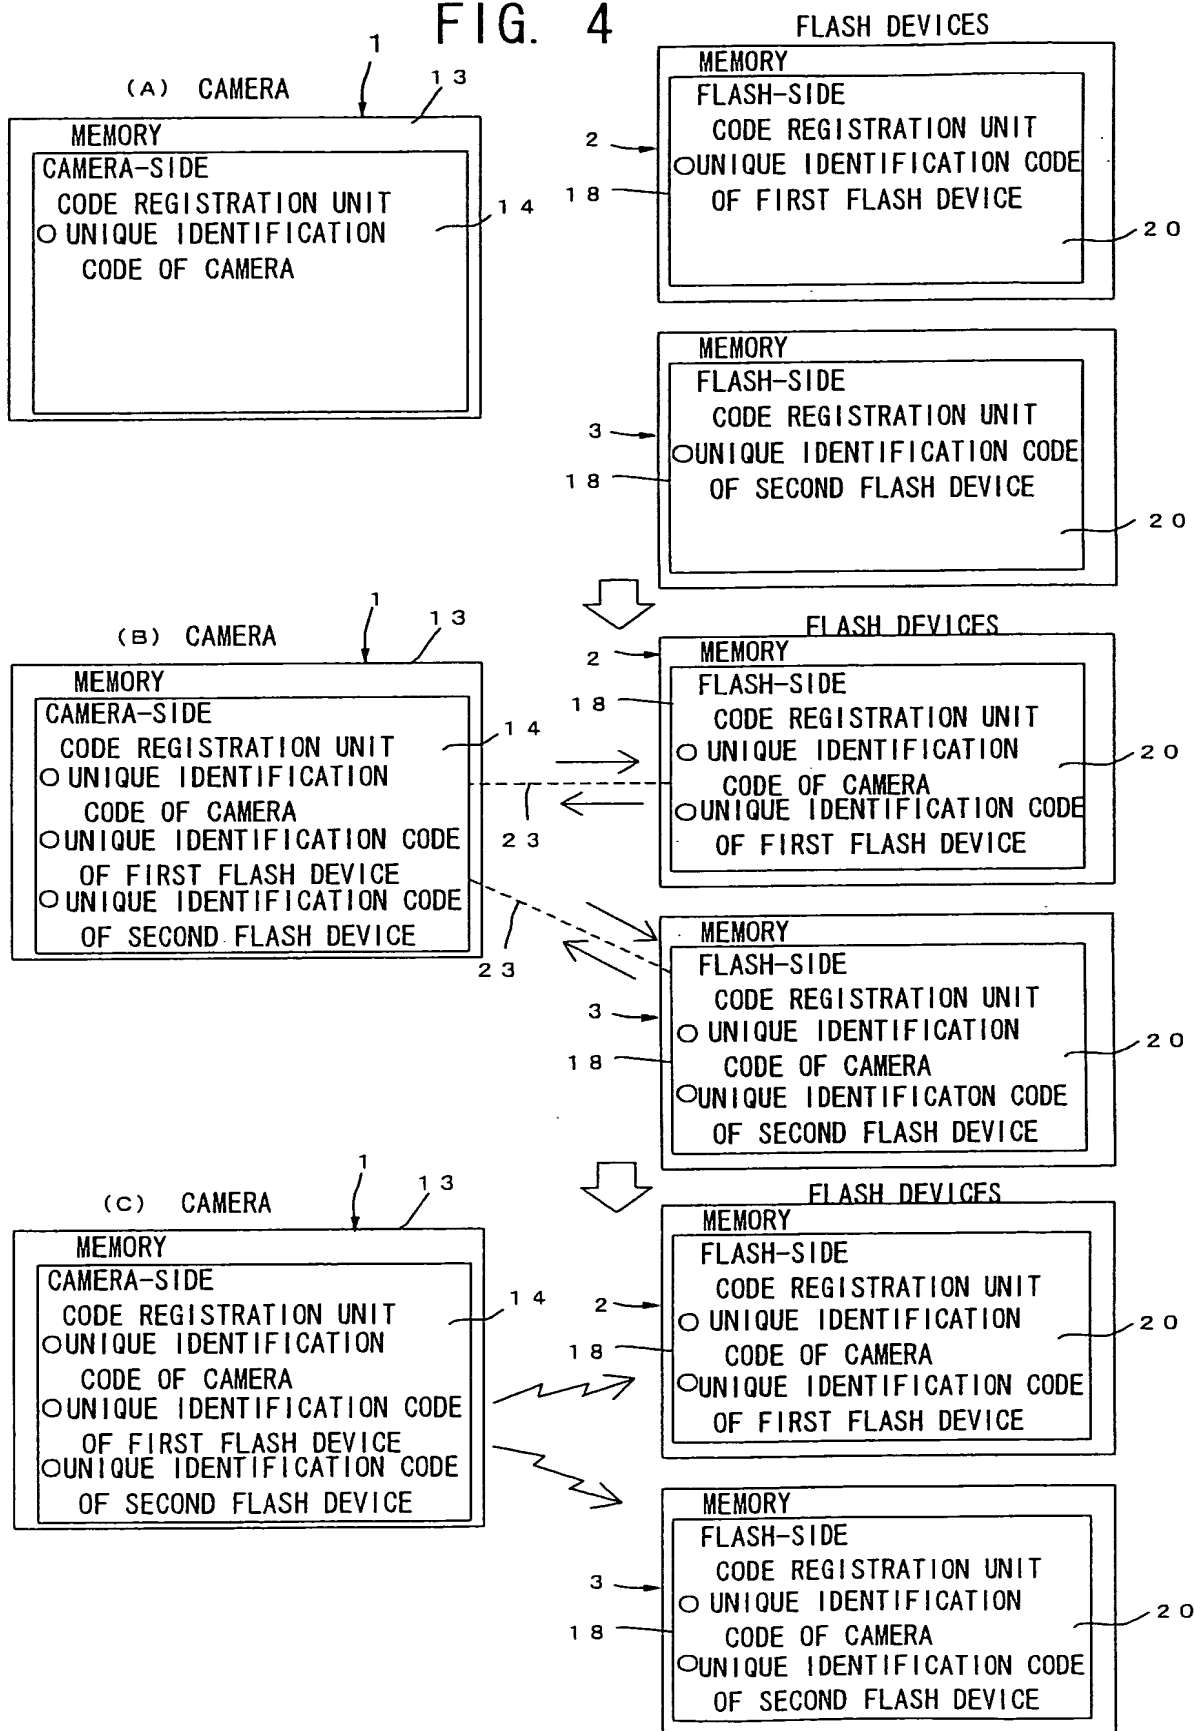 FIG. 4
(A) CAMERA
1
13
MEMORY
CAMERA-SIDE
CODE REGISTRATION UNIT
○ UNIQUE IDENTIFICATION
CODE OF CAMERA
14
FLASH DEVICES
MEMORY
FLASH-SIDE
CODE REGISTRATION UNIT
○UNIQUE IDENTIFICATION CODE
OF FIRST FLASH DEVICE
2
18
20
MEMORY
FLASH-SIDE
CODE REGISTRATION UNIT
○UNIQUE IDENTIFICATION CODE
OF SECOND FLASH DEVICE
3
18
20
(B) CAMERA
1
13
MEMORY
CAMERA-SIDE
CODE REGISTRATION UNIT
○ UNIQUE IDENTIFICATION
CODE OF CAMERA
○UNIQUE IDENTIFICATION CODE
OF FIRST FLASH DEVICE
○UNIQUE IDENTIFICATION CODE
OF SECOND FLASH DEVICE
14
23
23
FLASH DEVICES
MEMORY
FLASH-SIDE
CODE REGISTRATION UNIT
○ UNIQUE IDENTIFICATION
CODE OF CAMERA
○UNIQUE IDENTIFICATION CODE
OF FIRST FLASH DEVICE
2
18
20
MEMORY
FLASH-SIDE
CODE REGISTRATION UNIT
○ UNIQUE IDENTIFICATION
CODE OF CAMERA
○UNIQUE IDENTIFICATON CODE
OF SECOND FLASH DEVICE
3
18
20
(C) CAMERA
1
13
MEMORY
CAMERA-SIDE
CODE REGISTRATION UNIT
○UNIQUE IDENTIFICATION
CODE OF CAMERA
○UNIQUE IDENTIFICATION CODE
OF FIRST FLASH DEVICE
○UNIQUE IDENTIFICATION CODE
OF SECOND FLASH DEVICE
14
FLASH DEVICES
MEMORY
FLASH-SIDE
CODE REGISTRATION UNIT
○ UNIQUE IDENTIFICATION
CODE OF CAMERA
○UNIQUE IDENTIFICATION CODE
OF FIRST FLASH DEVICE
2
18
20
MEMORY
FLASH-SIDE
CODE REGISTRATION UNIT
○ UNIQUE IDENTIFICATION
CODE OF CAMERA
○UNIQUE IDENTIFICATION CODE
OF SECOND FLASH DEVICE
3
18
20